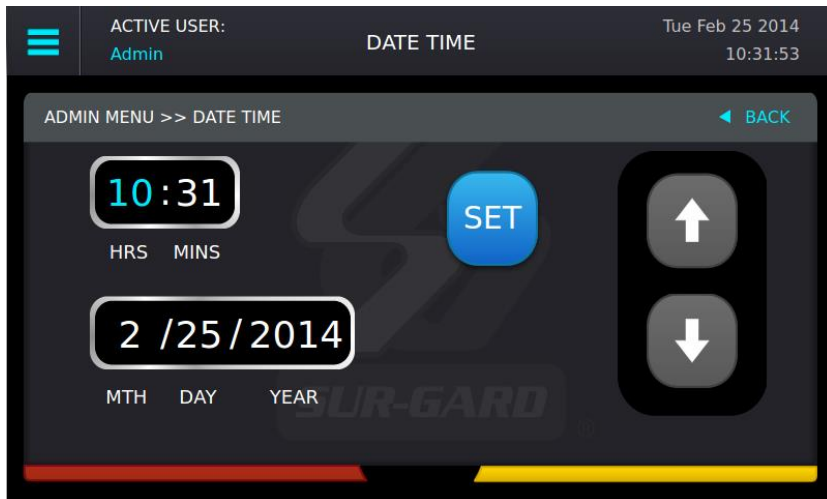 ACTIVE USER:
Admin
DATE TIME
Tue Feb 25 2014
10:31:53
ADMIN MENU >> DATE TIME
BACK
10:31
HRS MINS
SET
2 /25/2014
MTH DAY YEAR
SUR-GARD
®